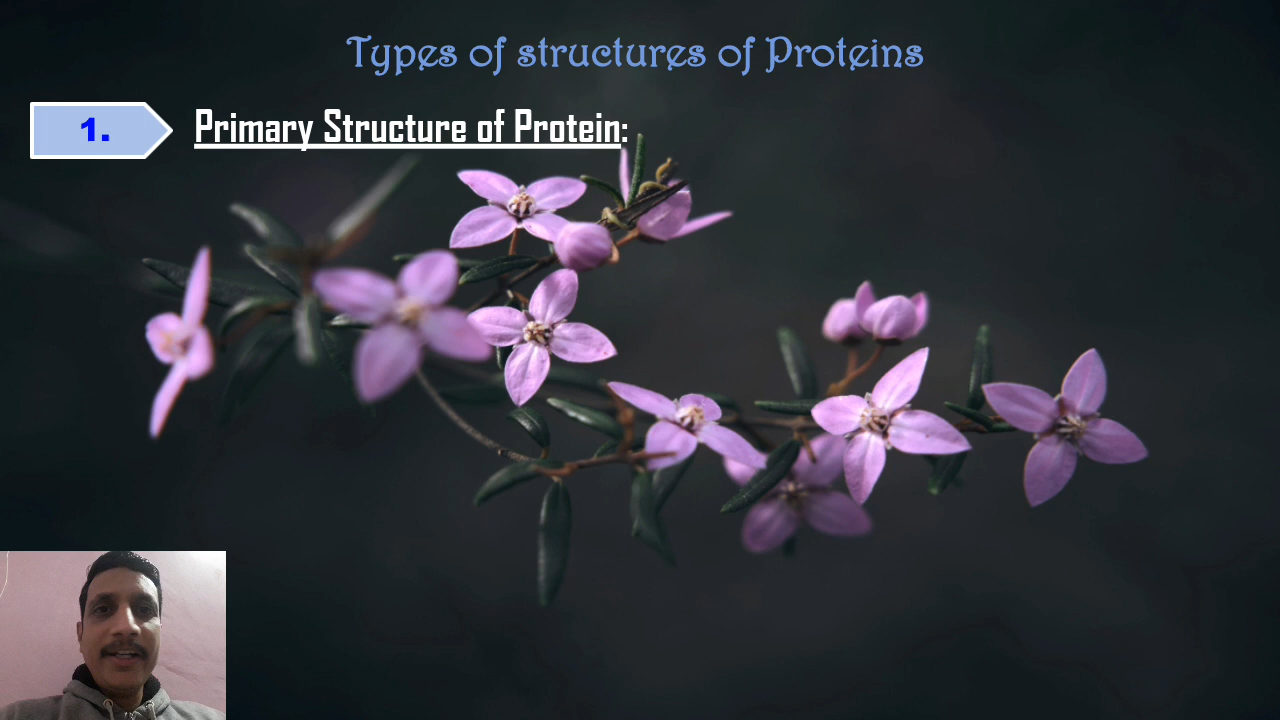 Types of structures of Proteins
1.
Primary Structure of Protein: